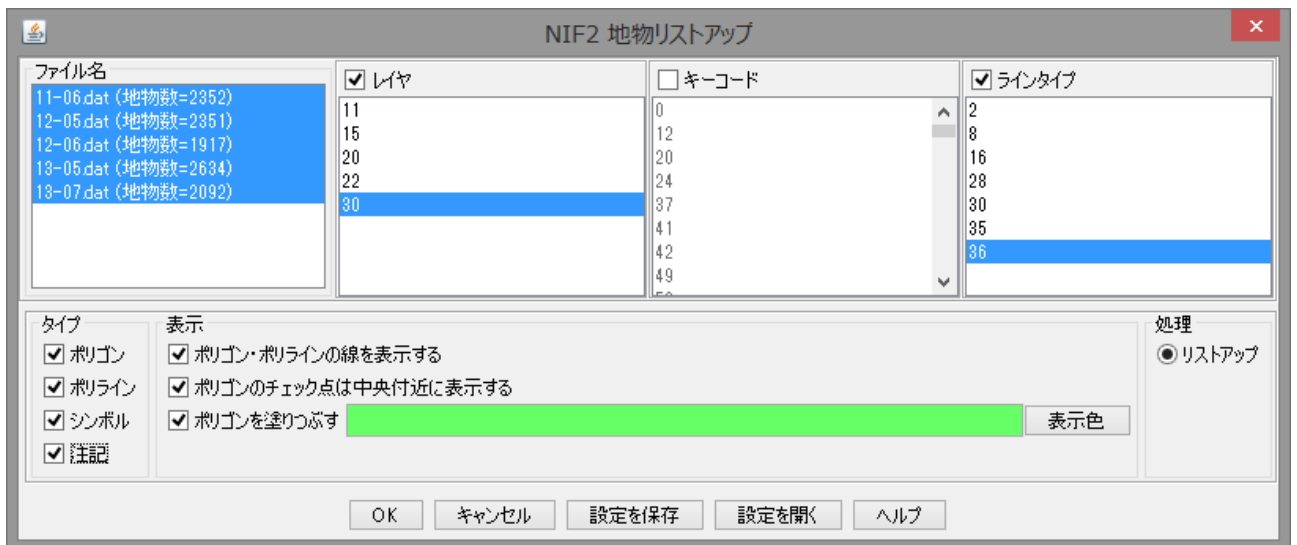 NIF2 地物リストアップ
ファイル名
11-06.dat (地物数=2352)
12-05.dat (地物数=2351)
12-06.dat (地物数=1917)
13-05.dat (地物数=2634)
13-07.dat (地物数=2092)
レイヤ
11
15
20
22
30
キーコード
0
12
20
24
37
41
42
49
ラインタイプ
2
8
16
28
30
35
36
タイプ
ポリゴン
ポリライン
シンボル
注記
表示
ポリゴン・ポリラインの線を表示する
ポリゴンのチェック点は中央付近に表示する
ポリゴンを塗りつぶす
表示色
処理
リストアップ
OK
キャンセル
設定を保存
設定を開く
ヘルプ